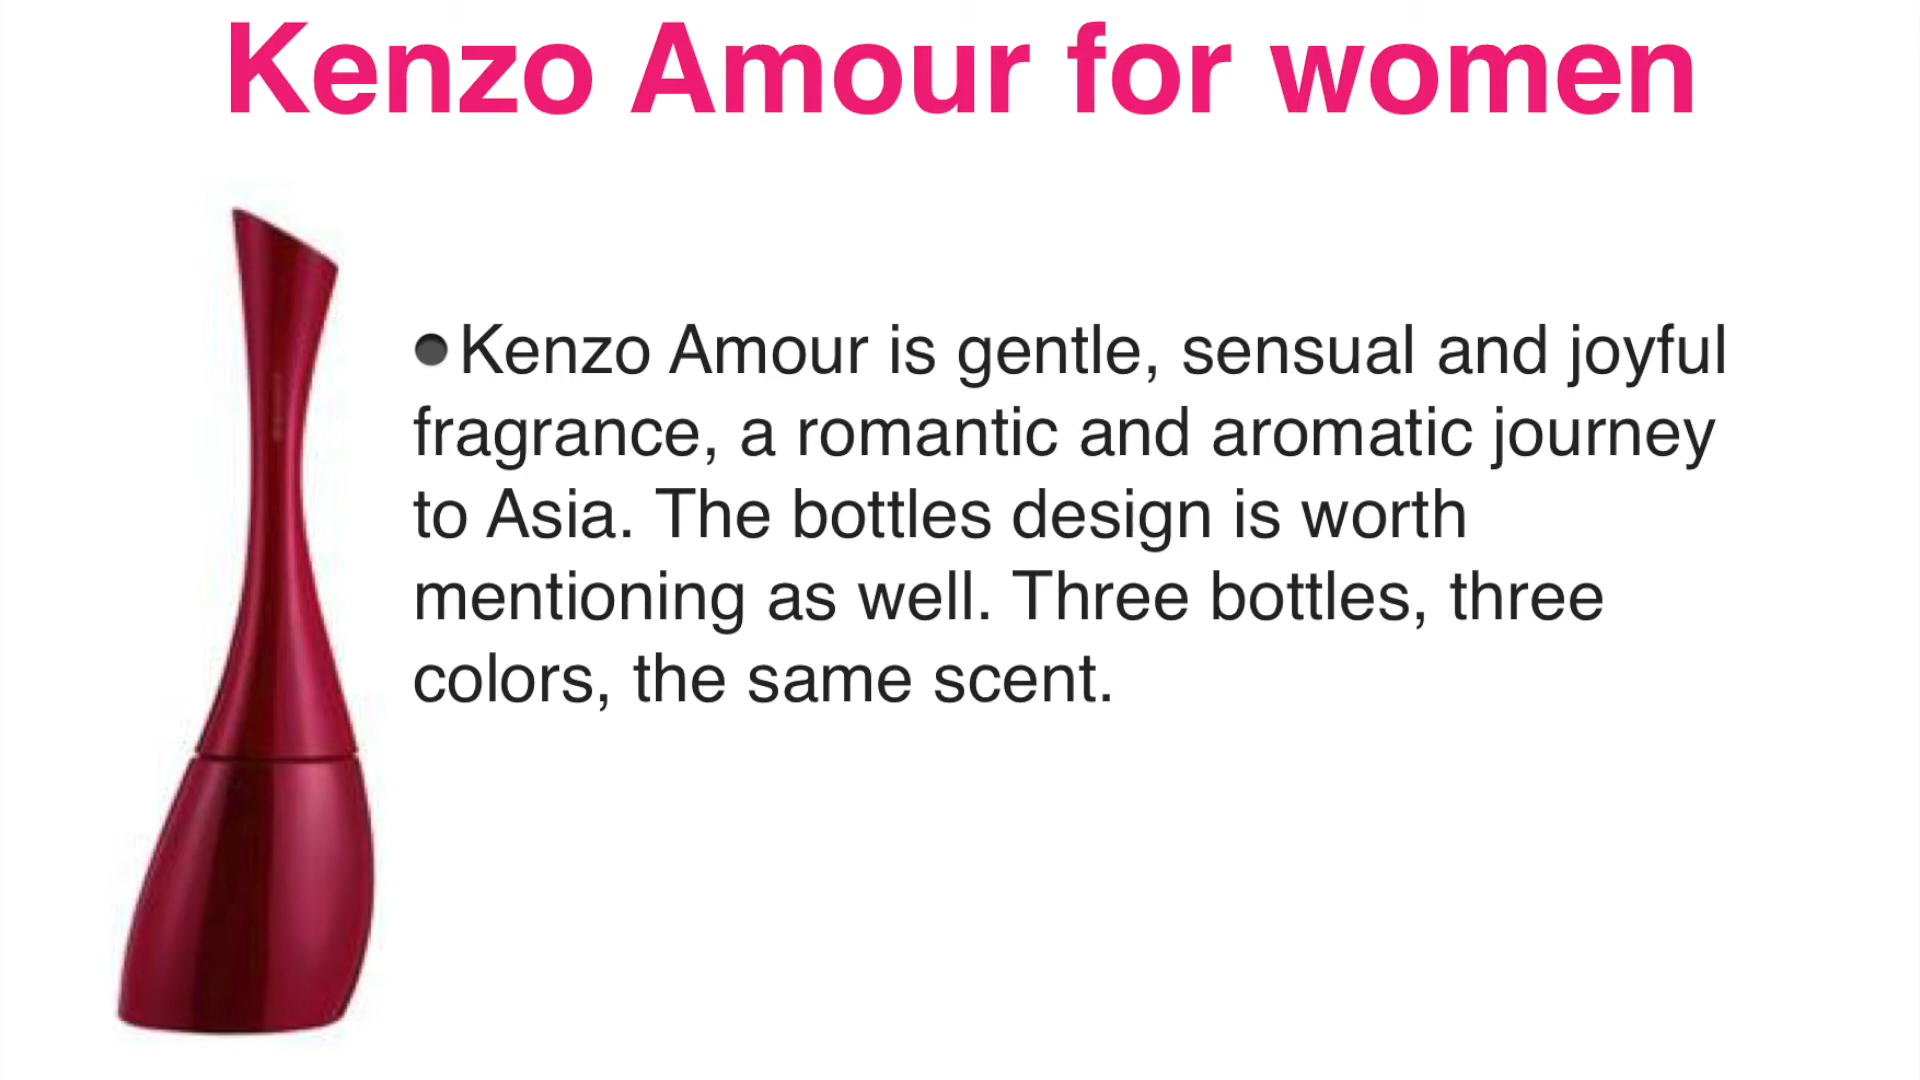 Kenzo Amour for women
•Kenzo Amour is gentle, sensual and joyful
fragrance, a romantic and aromatic journey
to Asia. The bottles design is worth
mentioning as well. Three bottles, three
colors, the same scent.